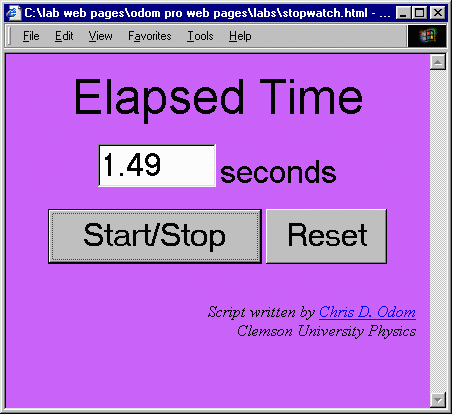 C:\lab web pages\odom pro web pages\labs\stopwatch.html - ...
File Edit View Favorites Tools Help
Elapsed Time
1.49 seconds
Start/Stop Reset
Script written by Chris D. Odom
Clemson University Physics